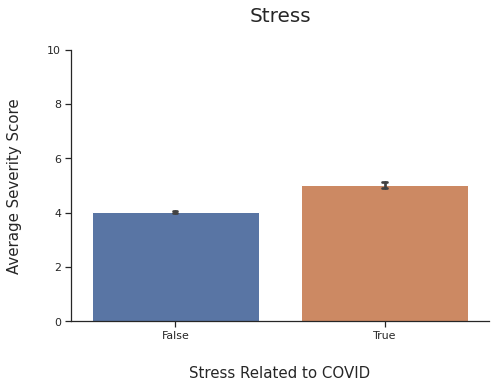 Stress
Average Severity Score
10
8
6
4
2
0
False
True
Stress Related to COVID